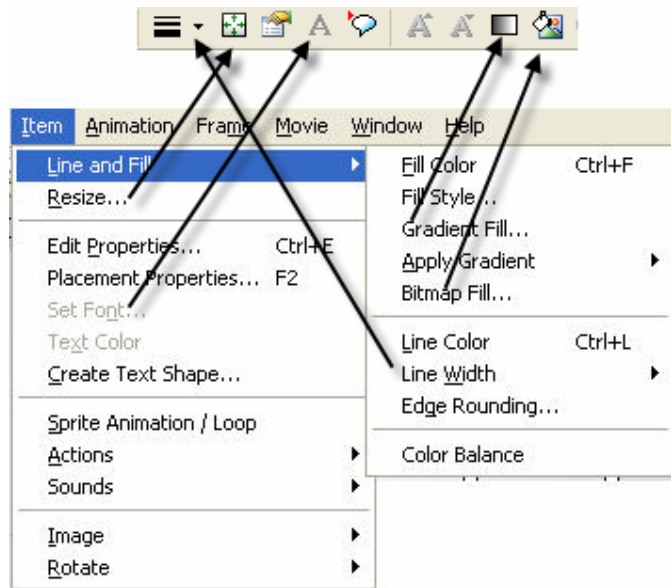 Item Animation Frame Movie Window Help
Line and Fill
Resize...
Edit Properties... Ctrl+E
Placement Properties... F2
Set Font...
Text Color
Create Text Shape...
Sprite Animation / Loop
Actions
Sounds
Image
Rotate
Fill Color Ctrl+F
Fill Style...
Gradient Fill...
Apply Gradient
Bitmap Fill...
Line Color Ctrl+L
Line Width
Edge Rounding...
Color Balance